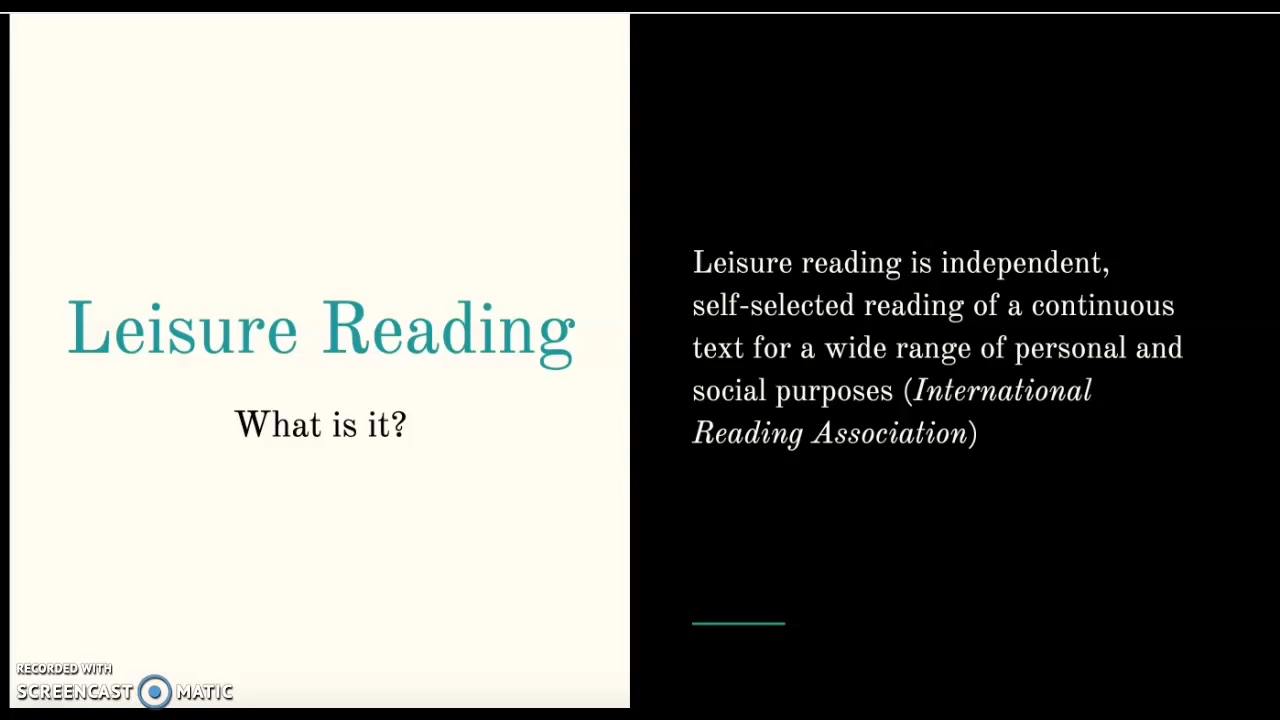 Leisure Reading
What is it?
Leisure reading is independent,
self-selected reading of a continuous
text for a wide range of personal and
social purposes (International
Reading Association)
RECORDED WITH
SCREENCAST MATIC